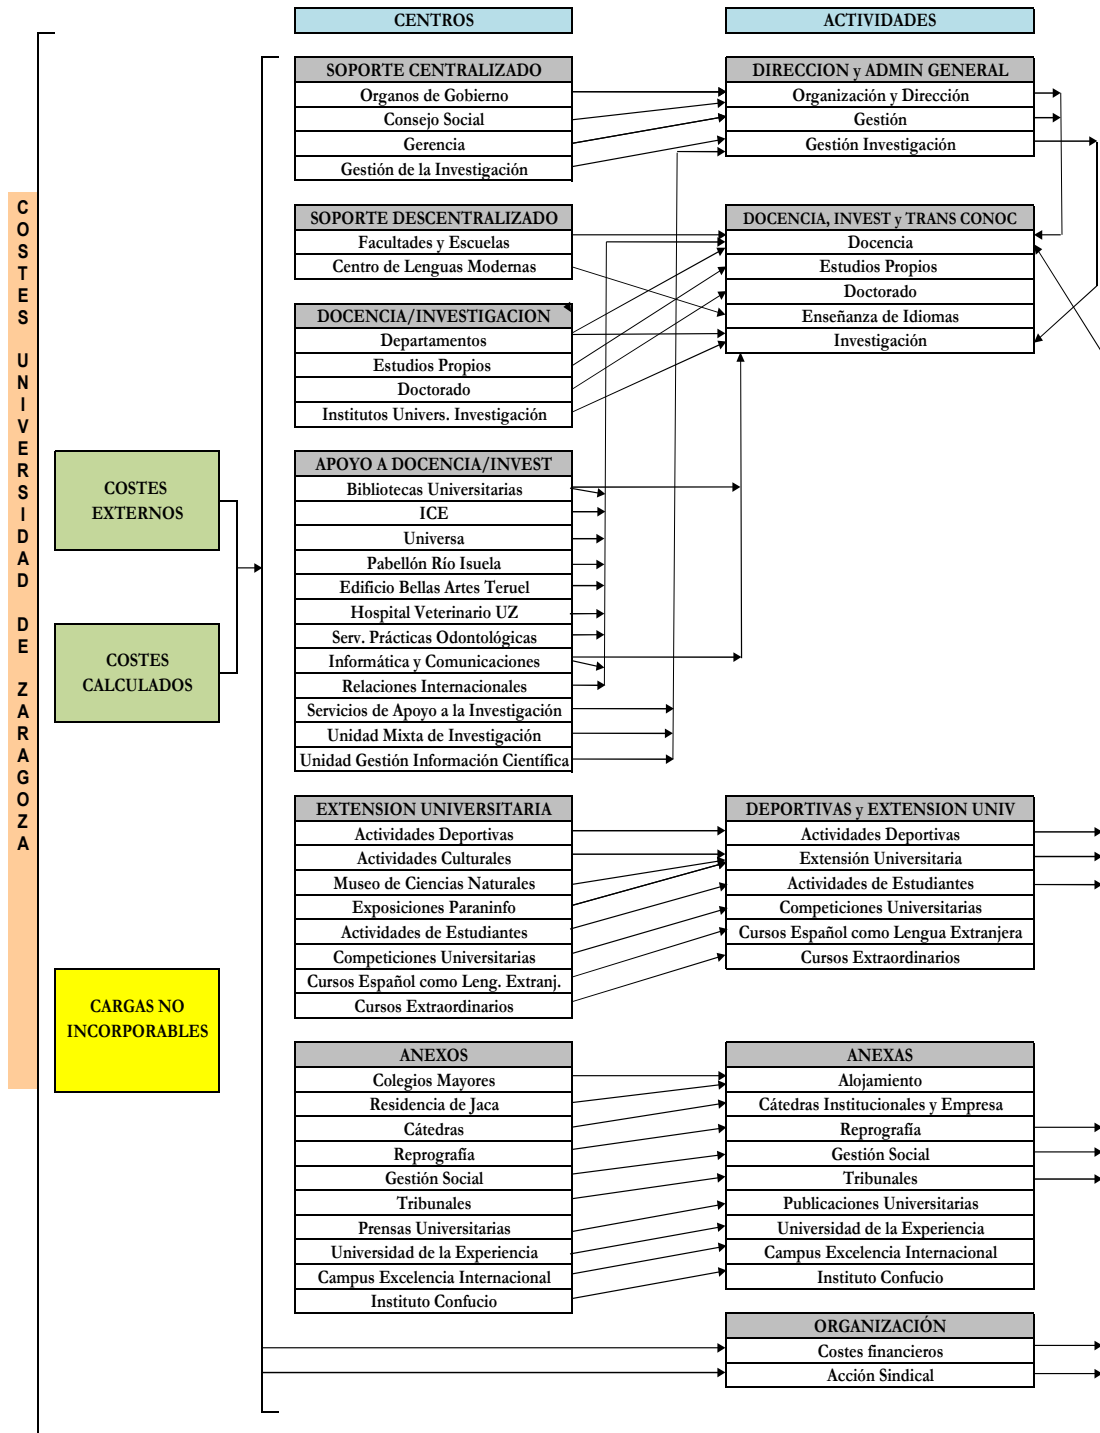 CENTROS
ACTIVIDADES
COSTES UNIVERSIDAD DE ZARAGOZA
COSTES
EXTERNOS
COSTES
CALCULADOS
CARGAS NO
INCORPORABLES
SOPORTE CENTRALIZADO
Organos de Gobierno
Consejo Social
Gerencia
Gestión de la Investigación
SOPORTE DESCENTRALIZADO
Facultades y Escuelas
Centro de Lenguas Modernas
DOCENCIA/INVESTIGACION
Departamentos
Estudios Propios
Doctorado
Institutos Univers. Investigación
APOYO A DOCENCIA/INVEST
Bibliotecas Universitarias
ICE
Universa
Pabellón Río Isuela
Edificio Bellas Artes Teruel
Hospital Veterinario UZ
Serv. Prácticas Odontológicas
Informática y Comunicaciones
Relaciones Internacionales
Servicios de Apoyo a la Investigación
Unidad Mixta de Investigación
Unidad Gestión Información Científica
EXTENSION UNIVERSITARIA
Actividades Deportivas
Actividades Culturales
Museo de Ciencias Naturales
Exposiciones Paraninfo
Actividades de Estudiantes
Competiciones Universitarias
Cursos Español como Leng. Extranj.
Cursos Extraordinarios
ANEXOS
Colegios Mayores
Residencia de Jaca
Cátedras
Reprografía
Gestión Social
Tribunales
Prensas Universitarias
Universidad de la Experiencia
Campus Excelencia Internacional
Instituto Confucio
DIRECCION y ADMIN GENERAL
Organización y Dirección
Gestión
Gestión Investigación
DOCENCIA, INVEST y TRANS CONOC
Docencia
Estudios Propios
Doctorado
Enseñanza de Idiomas
Investigación
DEPORTIVAS y EXTENSION UNIV
Actividades Deportivas
Extensión Universitaria
Actividades de Estudiantes
Competiciones Universitarias
Cursos Español como Lengua Extranjera
Cursos Extraordinarios
ANEXAS
Alojamiento
Cátedras Institucionales y Empresa
Reprografía
Gestión Social
Tribunales
Publicaciones Universitarias
Universidad de la Experiencia
Campus Excelencia Internacional
Instituto Confucio
ORGANIZACIÓN
Costes financieros
Acción Sindical